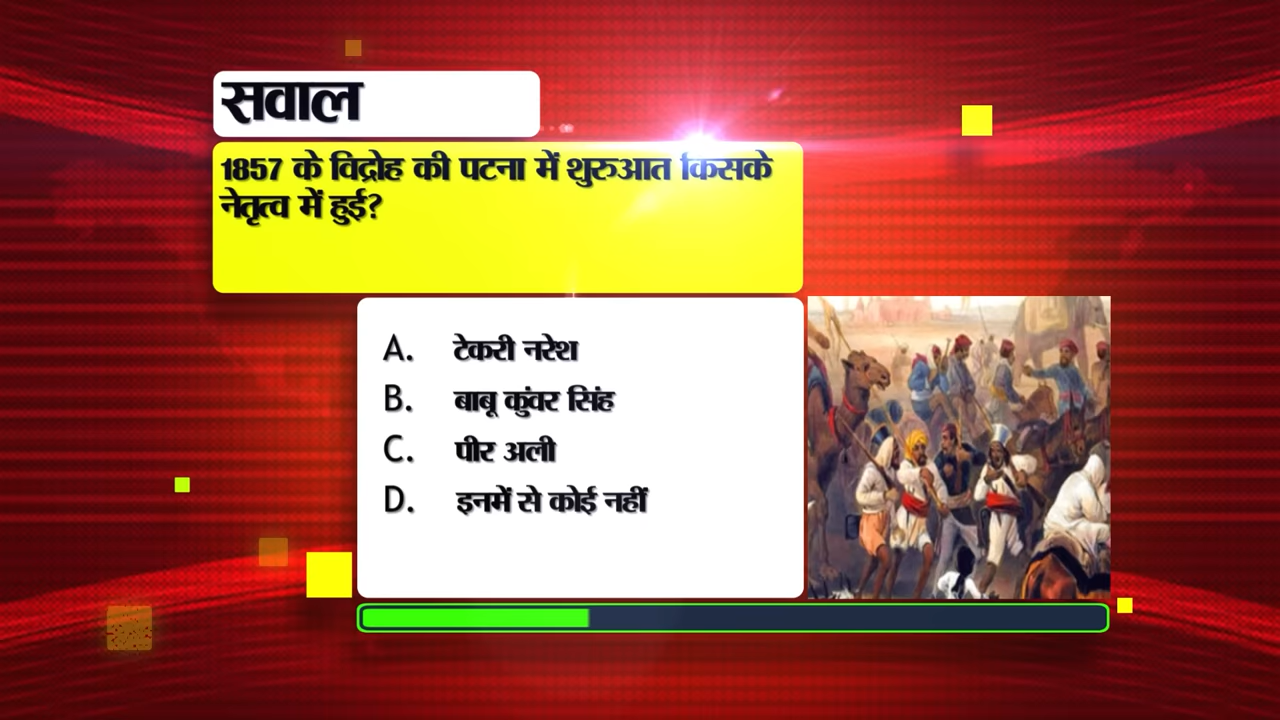 सवाल
1857 के विद्रोह की पटना में शुरुआत किसके
नेतृत्व में हुई?
A. टेकरी नरेश
B. बाबू कुंवर सिंह
C. पीर अली
D. इनमें से कोई नहीं